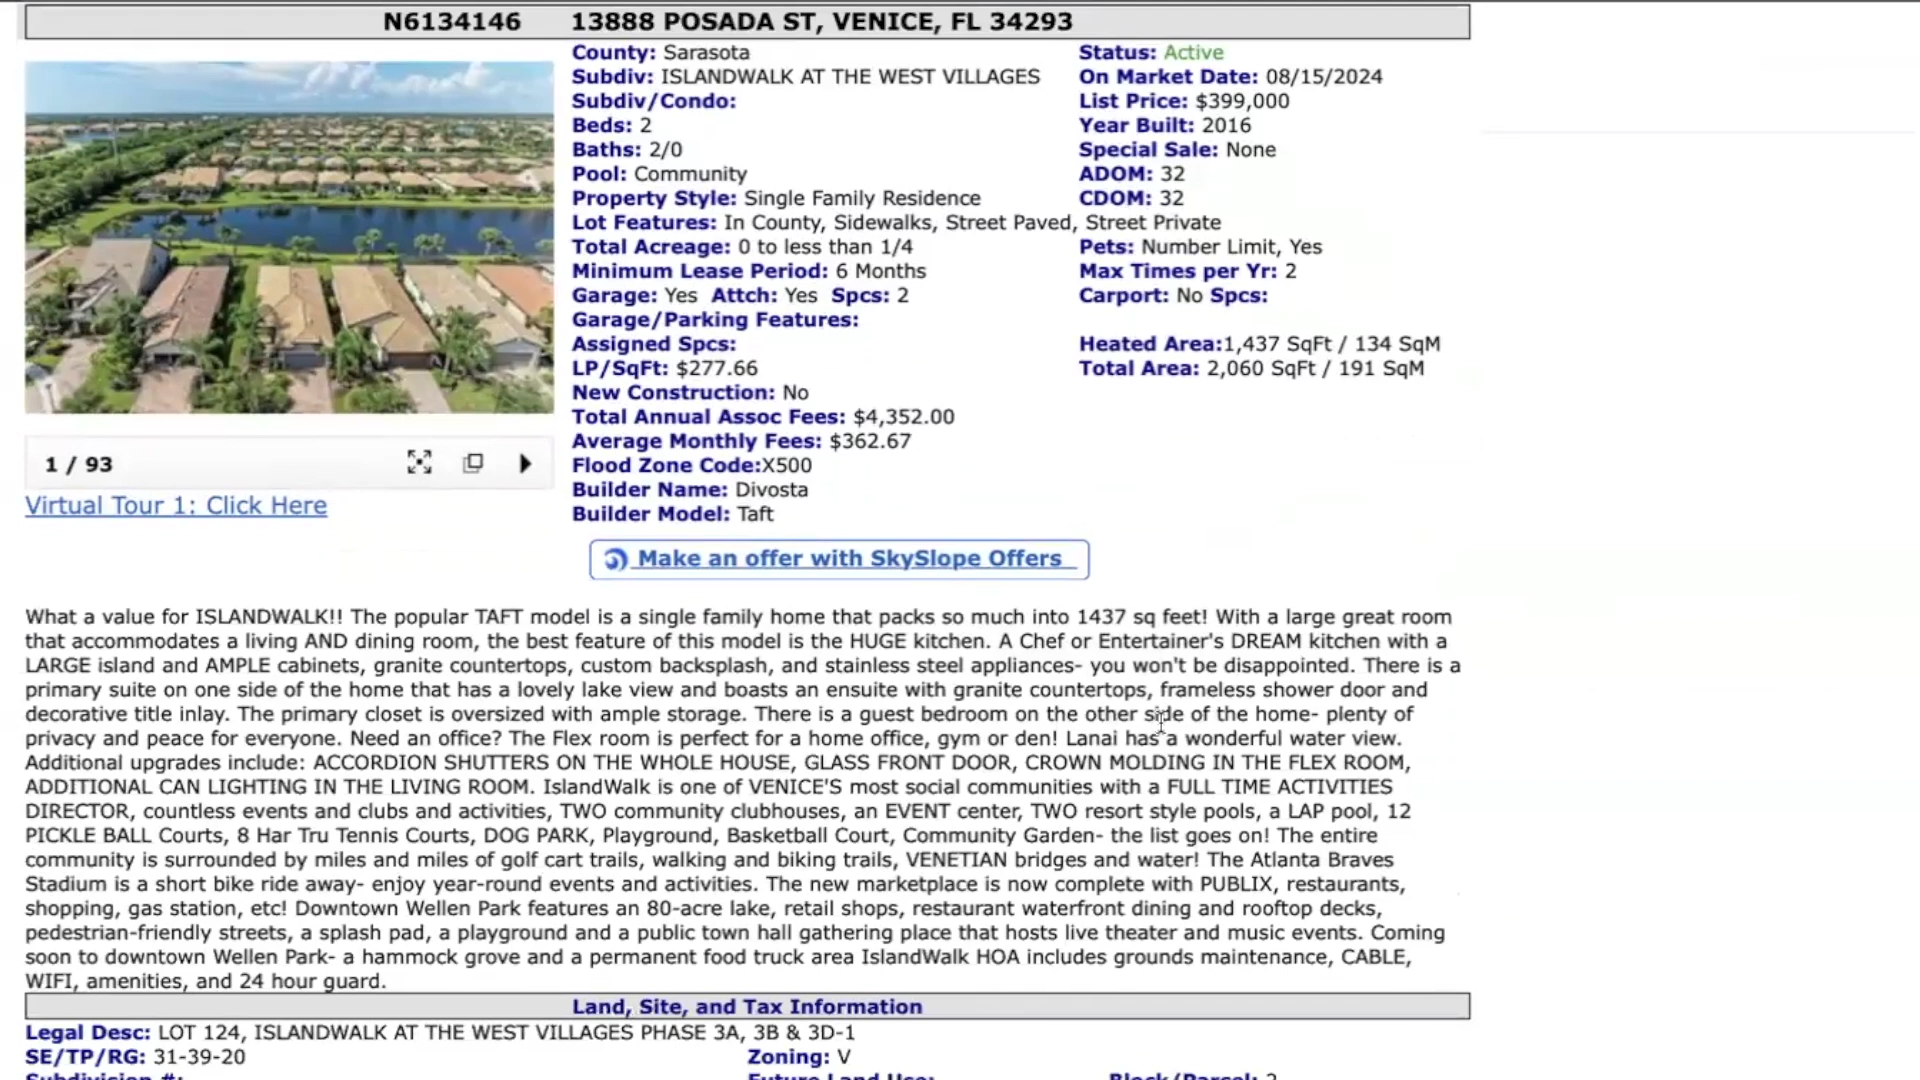 N6134146 13888 POSADA ST, VENICE, FL 34293
County: Sarasota Status: Active
Subdiv: ISLANDWALK AT THE WEST VILLAGES On Market Date: 08/15/2024
Subdiv/Condo: List Price: $399,000
Beds: 2 Year Built: 2016
Baths: 2/0 Special Sale: None
Pool: Community ADOM: 32
Property Style: Single Family Residence CDOM: 32
Lot Features: In County, Sidewalks, Street Paved, Street Private
Total Acreage: 0 to less than 1/4 Pets: Number Limit, Yes
Minimum Lease Period: 6 Months Max Times per Yr: 2
Garage: Yes Attch: Yes Spcs: 2 Carport: No Spcs:
Garage/Parking Features:
Assigned Spcs: Heated Area:1,437 SqFt / 134 SqM
LP/SqFt: $277.66 Total Area: 2,060 SqFt / 191 SqM
New Construction: No
Total Annual Assoc Fees: $4,352.00
Average Monthly Fees: $362.67
Flood Zone Code:X500
Builder Name: Divosta
Builder Model: Taft
1 / 93
Virtual Tour 1: Click Here
Make an offer with SkySlope Offers
What a value for ISLANDWALK!! The popular TAFT model is a single family home that packs so much into 1437 sq feet! With a large great room
that accommodates a living AND dining room, the best feature of this model is the HUGE kitchen. A Chef or Entertainer's DREAM kitchen with a
LARGE island and AMPLE cabinets, granite countertops, custom backsplash, and stainless steel appliances- you won't be disappointed. There is a
primary suite on one side of the home that has a lovely lake view and boasts an ensuite with granite countertops, frameless shower door and
decorative title inlay. The primary closet is oversized with ample storage. There is a guest bedroom on the other side of the home- plenty of
privacy and peace for everyone. Need an office? The Flex room is perfect for a home office, gym or den! Lanai has a wonderful water view.
Additional upgrades include: ACCORDION SHUTTERS ON THE WHOLE HOUSE, GLASS FRONT DOOR, CROWN MOLDING IN THE FLEX ROOM,
ADDITIONAL CAN LIGHTING IN THE LIVING ROOM. IslandWalk is one of VENICE'S most social communities with a FULL TIME ACTIVITIES
DIRECTOR, countless events and clubs and activities, TWO community clubhouses, an EVENT center, TWO resort style pools, a LAP pool, 12
PICKLE BALL Courts, 8 Har Tru Tennis Courts, DOG PARK, Playground, Basketball Court, Community Garden- the list goes on! The entire
community is surrounded by miles and miles of golf cart trails, walking and biking trails, VENETIAN bridges and water! The Atlanta Braves
Stadium is a short bike ride away- enjoy year-round events and activities. The new marketplace is now complete with PUBLIX, restaurants,
shopping, gas station, etc! Downtown Wellen Park features an 80-acre lake, retail shops, restaurant waterfront dining and rooftop decks,
pedestrian-friendly streets, a splash pad, a playground and a public town hall gathering place that hosts live theater and music events. Coming
soon to downtown Wellen Park- a hammock grove and a permanent food truck area IslandWalk HOA includes grounds maintenance, CABLE,
WIFI, amenities, and 24 hour guard.
Land, Site, and Tax Information
Legal Desc: LOT 124, ISLANDWALK AT THE WEST VILLAGES PHASE 3A, 3B & 3D-1
SE/TP/RG: 31-39-20 Zoning: V
Subdivision #: Future Land Use: Block/Parcel: